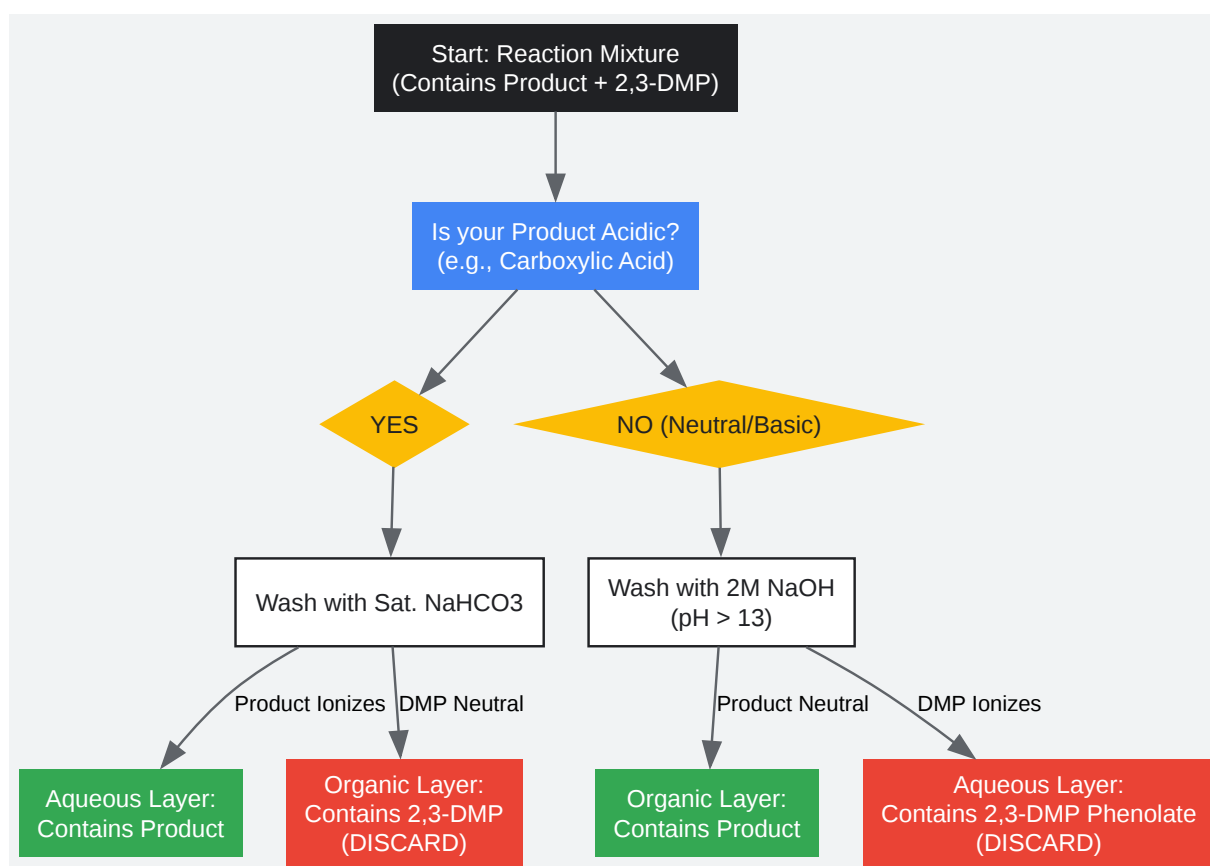 Start: Reaction Mixture
(Contains Product + 2,3-DMP)
Is your Product Acidic?
(e.g., Carboxylic Acid)
YES
NO (Neutral/Basic)
Wash with Sat. NaHCO3
Wash with 2M NaOH
(pH > 13)
Product Ionizes
DMP Neutral
Product Neutral
DMP Ionizes
Aqueous Layer:
Contains Product
Organic Layer:
Contains 2,3-DMP
(DISCARD)
Organic Layer:
Contains Product
Aqueous Layer:
Contains 2,3-DMP Phenolate
(DISCARD)